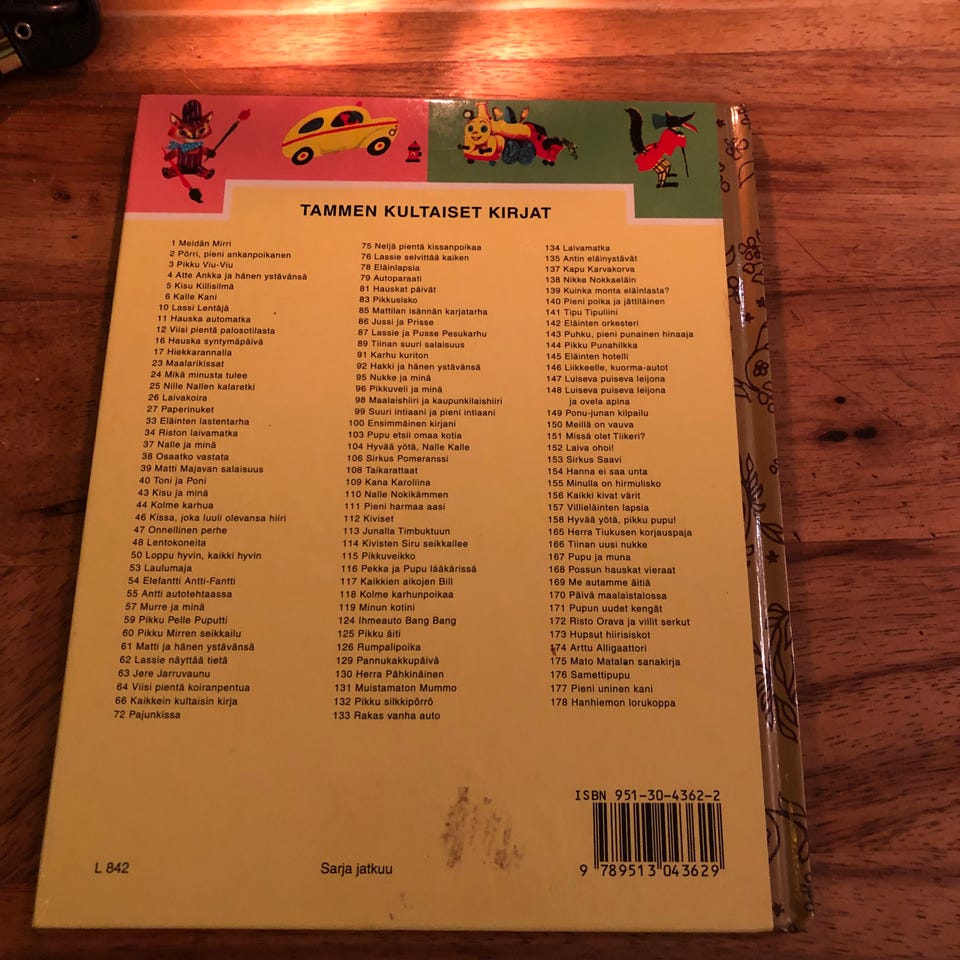 TAMMEN KULTAISET KIRJAT
1 Meidän Mirri
2 Pörri, pieni ankanpoikanen
3 Pikku Viu-Viu
4 Atte Ankka ja hänen ystävänsä
5 Kisu Killisilmä
6 Kalle Kani
10 Lassi Lentäjä
11 Hauska automatka
12 Viisi pientä palosotilasta
16 Hauska syntymäpäivä
17 Hiekkarannalla
23 Maalarikissat
24 Mikä minusta tulee
25 Nille Nallen kalaretki
26 Laivakoira
27 Paperinuket
33 Eläinten lastentarha
34 Riston laivamatka
37 Nalle ja minä
38 Osaatko vastata
39 Matti Majavan salaisuus
40 Toni ja Poni
43 Kisu ja minä
44 Kolme karhua
46 Kissa, joka luuli olevansa hiiri
47 Onnellinen perhe
48 Lentokoneita
50 Loppu hyvin, kaikki hyvin
53 Laulumaja
54 Elefantti Antti-Fantti
55 Antti autotehtaassa
57 Murre ja minä
59 Pikku Pelle Puputti
60 Pikku Mirren seikkailu
61 Matti ja hänen ystävänsä
62 Lassie näyttää tietä
63 Jere Jarruvaunu
64 Viisi pientä koiranpentua
66 Kaikkein kultaisin kirja
72 Pajunkissa
75 Neljä pientä kissanpoikaa
76 Lassie selvittää kaiken
78 Eläinlapsia
79 Autoparaati
81 Hauskat päivät
83 Pikkusisko
85 Mattilan isännän karjatarha
86 Jussi ja Prisse
87 Lassie ja Pusse Pesukarhu
89 Tiinan suuri salaisuus
91 Karhu kuriton
92 Hakki ja hänen ystävänsä
95 Nukke ja minä
96 Pikkuveli ja minä
98 Maalaishiiri ja kaupunkilaishiiri
99 Suuri intiaani ja pieni intiaani
100 Ensimmäinen kirjani
103 Pupu etsii omaa kotia
104 Hyvää yötä, Nalle Kalle
106 Sirkus Pomeranssi
108 Taikarattaat
109 Kana Karoliina
110 Nalle Nokikämmen
111 Pieni harmaa aasi
112 Kiviset
113 Junalla Timbuktuun
114 Kivisten Siru seikkailee
115 Pikkuveikko
116 Pekka ja Pupu lääkärissä
117 Kaikkien aikojen Bill
118 Kolme karhunpoikaa
119 Minun kotini
124 Ihmeauto Bang Bang
125 Pikku äiti
126 Rumpalipoika
129 Pannukakkupäivä
130 Herra Pähkinäinen
131 Muistamaton Mummo
132 Pikku silkkipörrö
133 Rakas vanha auto
134 Laivamatka
135 Antin eläinystävät
137 Kapu Karvakorva
138 Nikke Nokkaeläin
139 Kuinka monta eläinlasta?
140 Pieni poika ja jättiläinen
141 Tipu Tipuliini
142 Eläinten orkesteri
143 Puhku, pieni punainen hinaaja
144 Pikku Punahilkka
145 Eläinten hotelli
146 Liikkeelle, kuorma-autot
147 Luiseva puiseva leijona
148 Luiseva puiseva leijona
ja ovela apina
149 Ponu-junan kilpailu
150 Meillä on vauva
151 Missä olet Tiikeri?
152 Laiva ohoi!
153 Sirkus Saavi
154 Hanna ei saa unta
155 Minulla on hirmulisko
156 Kaikki kivat värit
157 Villieläinten lapsia
158 Hyvää yötä, pikku pupu!
165 Herra Tiukusen korjauspaja
166 Tiinan uusi nukke
167 Pupu ja muna
168 Possun hauskat vieraat
169 Me autamme äitiä
170 Päivä maalaistalossa
171 Pupun uudet kengät
172 Risto Orava ja villit serkut
173 Hupsut hiirisiskot
174 Arttu Alligaattori
175 Mato Matalan sanakirja
176 Samettipupu
177 Pieni uninen kani
178 Hanhiemon lorukoppa
ISBN 951-30-4362-2
9 789513 043629
L 842
Sarja jatkuu